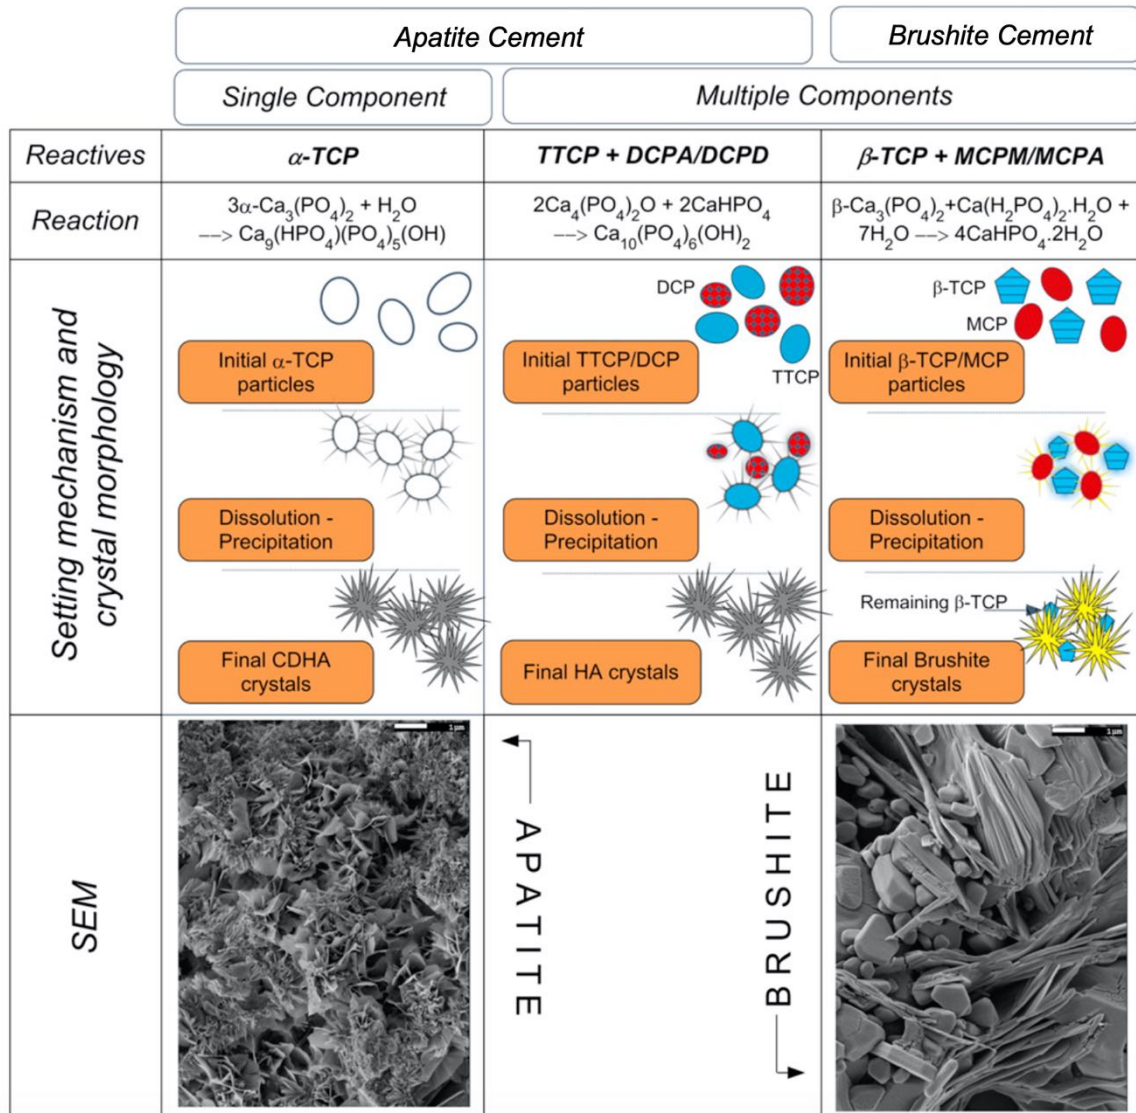 Apatite Cement
Brushite Cement
Single Component
Multiple Components
Reactives
α-TCP
TTCP + DCPA/DCPD
β-TCP + MCPM/MCPA
Reaction
3α-Ca₃(PO₄)₂ + H₂O
—> Ca₉(HPO₄)(PO₄)₅(OH)
2Ca₄(PO₄)₂O + 2CaHPO₄
—> Ca₁₀(PO₄)₆(OH)₂
β-Ca₃(PO₄)₂+Ca(H₂PO₄)₂.H₂O +
7H₂O —> 4CaHPO₄.2H₂O
Setting mechanism and
crystal morphology
Initial α-TCP
particles
DCP
TTCP
Initial TTCP/DCP
particles
β-TCP
MCP
Initial β-TCP/MCP
particles
Dissolution -
Precipitation
Dissolution -
Precipitation
Dissolution -
Precipitation
Final CDHA
crystals
Final HA crystals
Remaining β-TCP
Final Brushite
crystals
SEM
1µm
APATITE
BRUSHITE
1µm